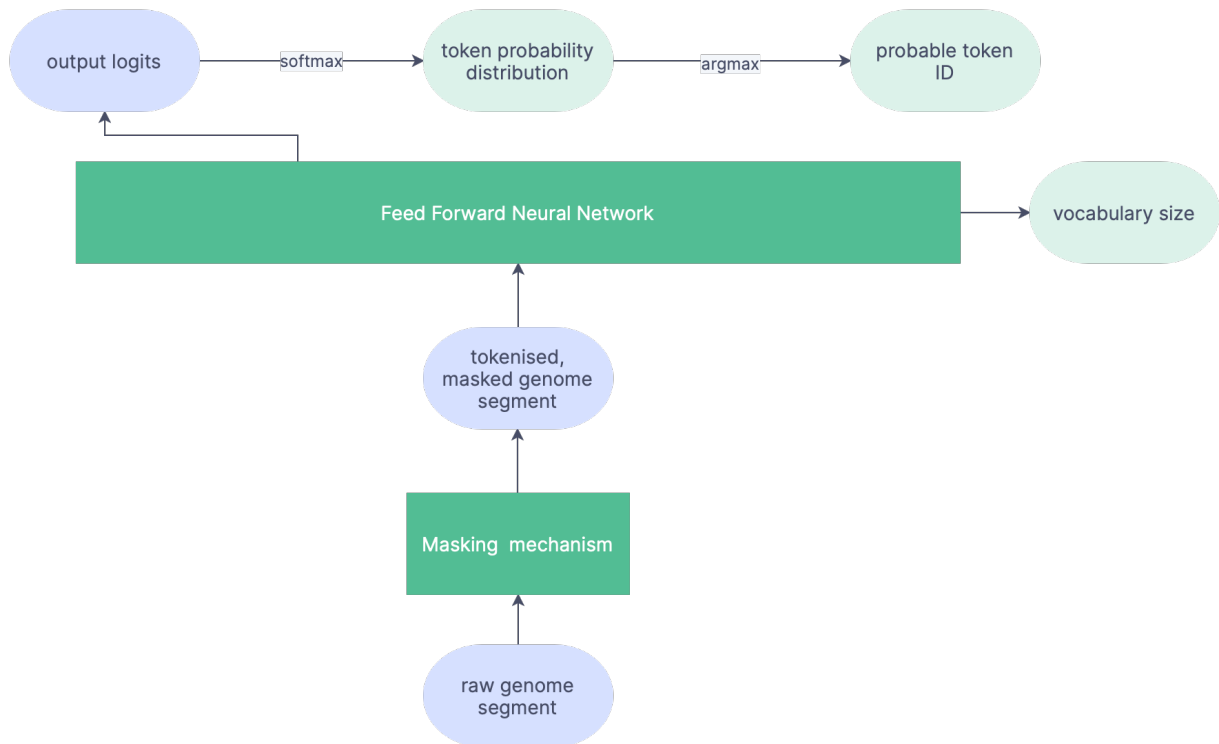 output logits
softmax
token probability
distribution
argmax
probable token
ID
Feed Forward Neural Network
vocabulary size
tokenised,
masked genome
segment
Masking  mechanism
raw genome
segment